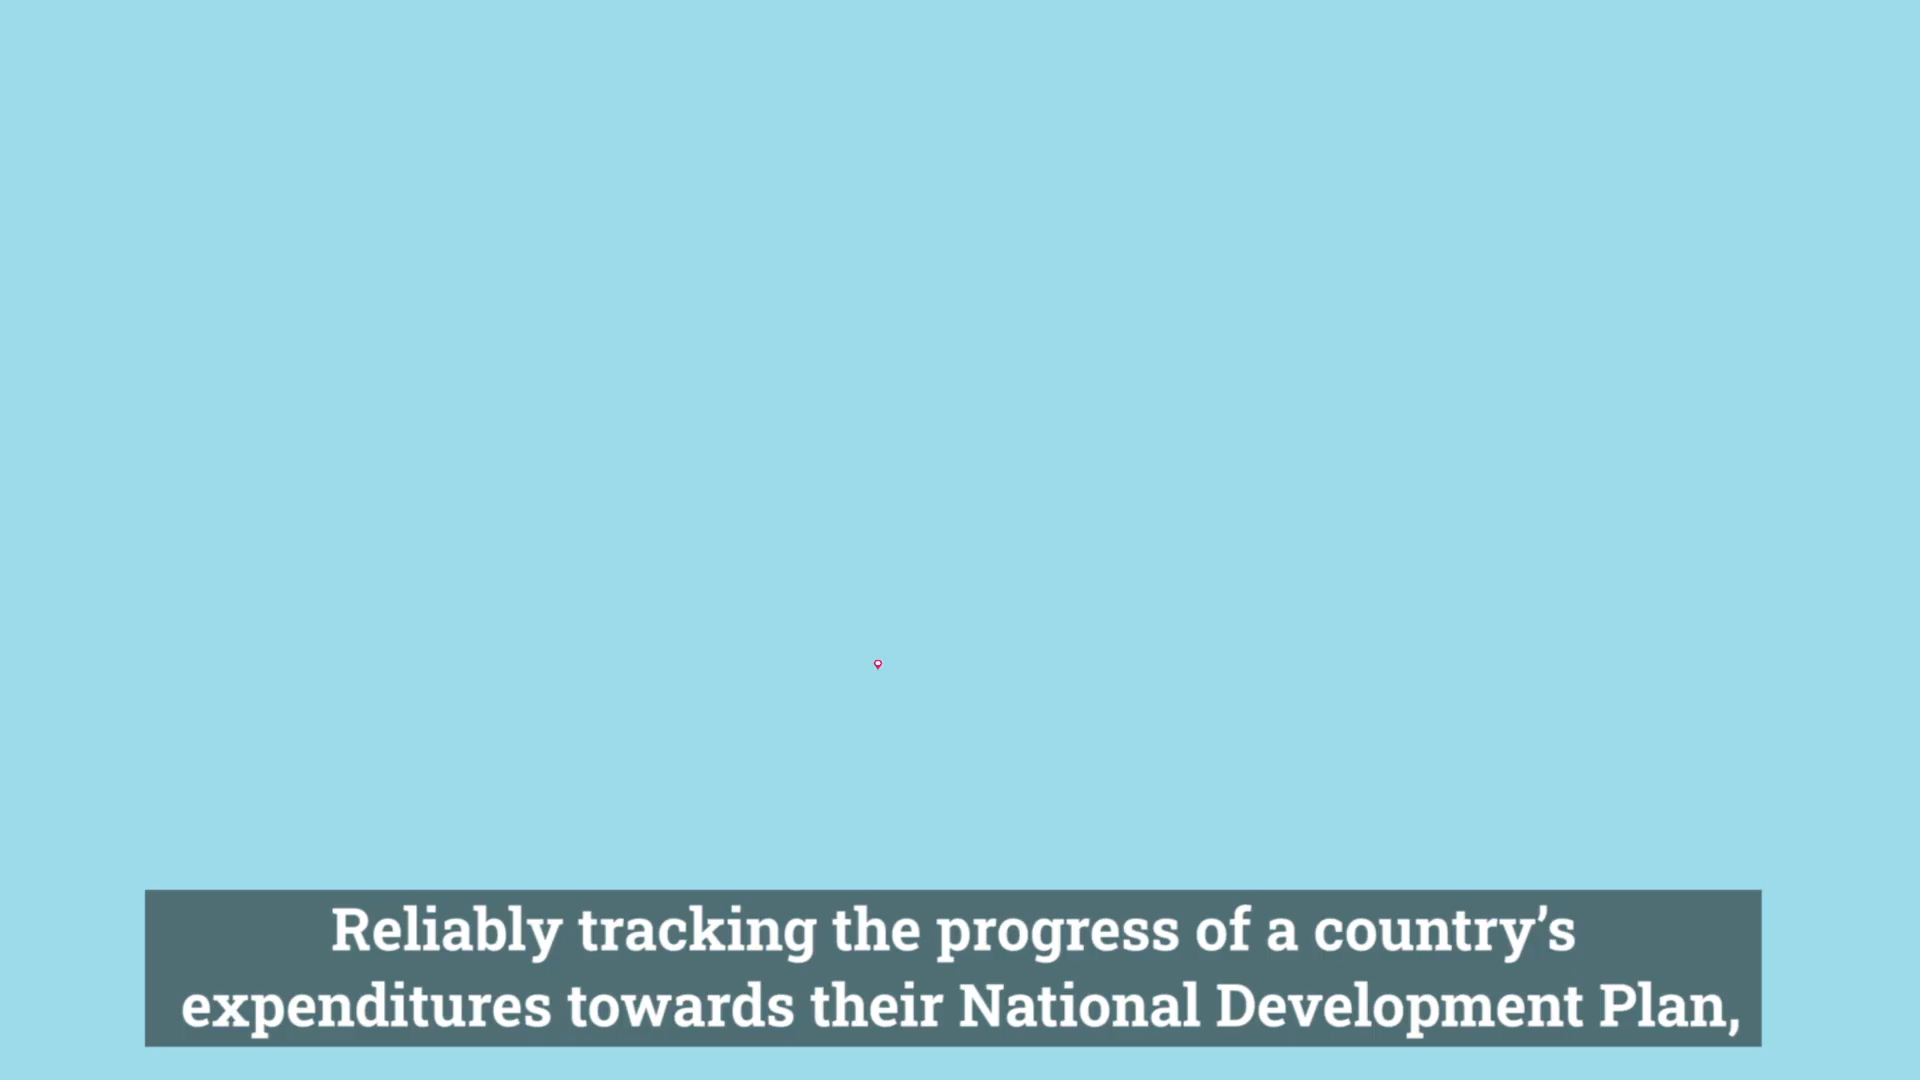 Reliably tracking the progress of a country’s
expenditures towards their National Development Plan,